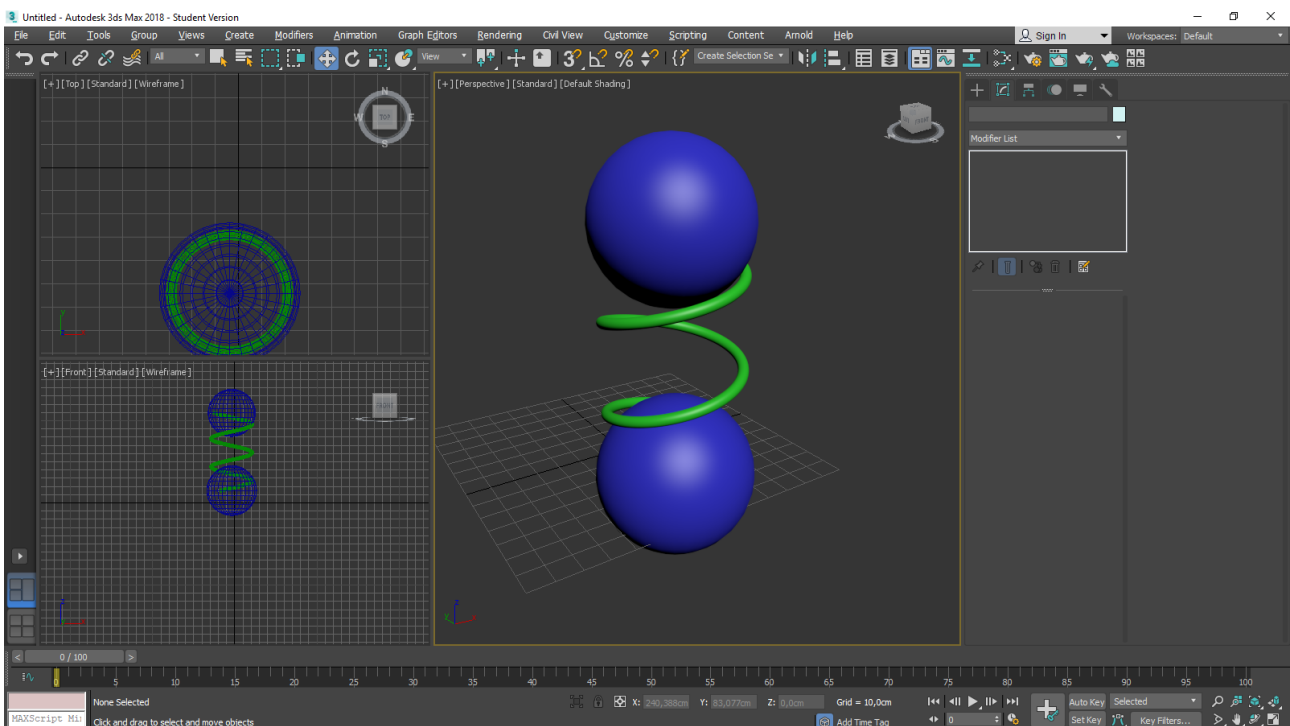 Untitled - Autodesk 3ds Max 2018 - Student Version
File Edit Tools Group Views Create Modifiers Animation Graph Editors Rendering Civil View Customize Scripting Content Arnold Help Sign In Workspaces: Default
All View Create Selection Se
[+] [Top] [Standard] [Wireframe]
N
W TOP E
S
[+] [Perspective] [Standard] [Default Shading]
Modifier List
y
[+] [Front] [Standard] [Wireframe]
FRONT
z
z
x
0 / 100
0 5 10 15 20 25 30 35 40 45 50 55 60 65 70 75 80 85 90 95 100
None Selected X: 240,388cm Y: 83,077cm Z: 0,0cm Grid = 10,0cm Auto Key Selected
MAXScript Mi Click and drag to select and move objects Add Time Tag 0 Set Key Key Filters...